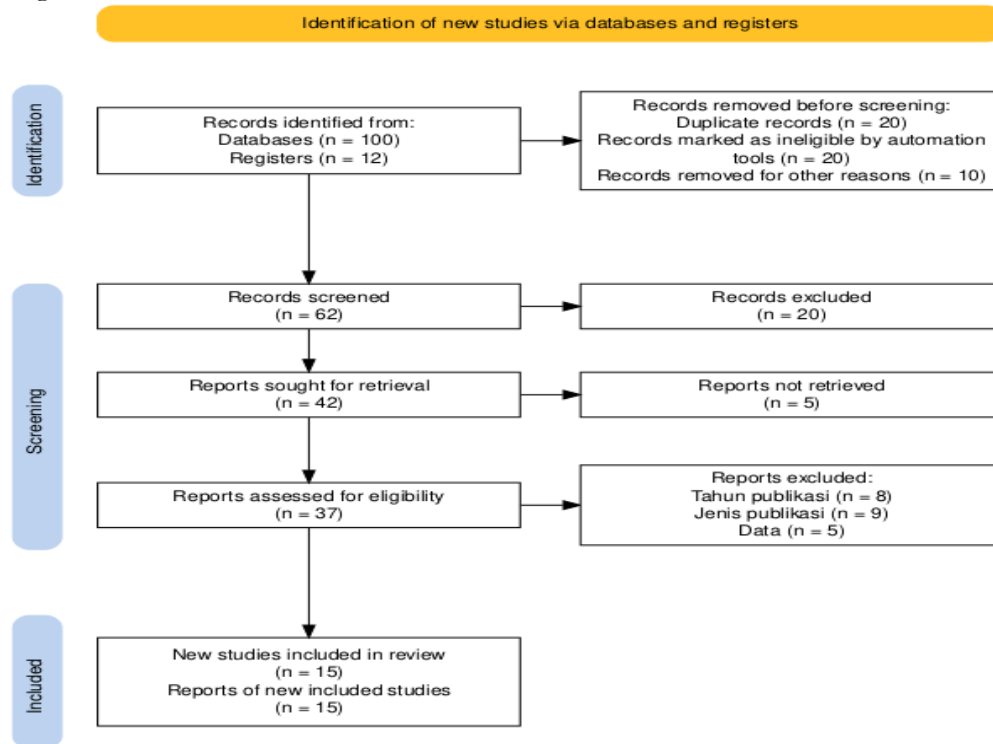 Identification of new studies via databases and registers
Identification
Records identified from:
Databases (n = 100)
Registers (n = 12)
Records removed before screening:
Duplicate records (n = 20)
Records marked as ineligible by automation
tools (n = 20)
Records removed for other reasons (n = 10)
Screening
Records screened
(n = 62)
Records excluded
(n = 20)
Reports sought for retrieval
(n = 42)
Reports not retrieved
(n = 5)
Reports assessed for eligibility
(n = 37)
Reports excluded:
Tahun publikasi (n = 8)
Jenis publikasi (n = 9)
Data (n = 5)
Included
New studies included in review
(n = 15)
Reports of new included studies
(n = 15)